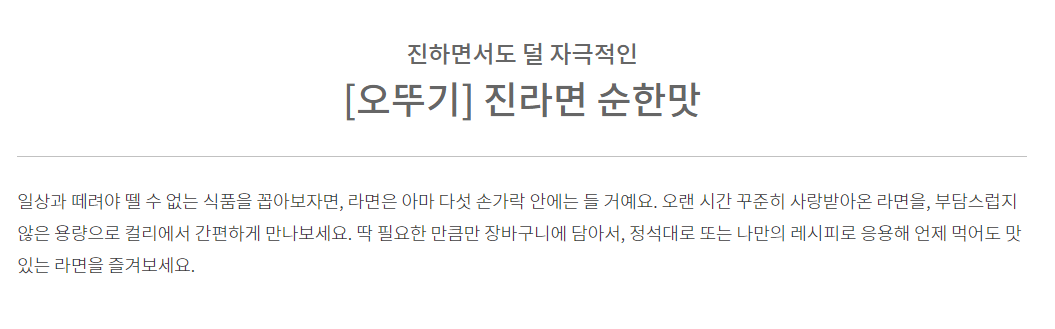 진하면서도 덜 자극적인
[오뚜기] 진라면 순한맛
일상과 떼려야 뗄 수 없는 식품을 꼽아보자면, 라면은 아마 다섯 손가락 안에는 들 거예요. 오랜 시간 꾸준히 사랑받아온 라면을, 부담스럽지
않은 용량으로 컬리에서 간편하게 만나보세요. 딱 필요한 만큼만 장바구니에 담아서, 정석대로 또는 나만의 레시피로 응용해 언제 먹어도 맛
있는 라면을 즐겨보세요.